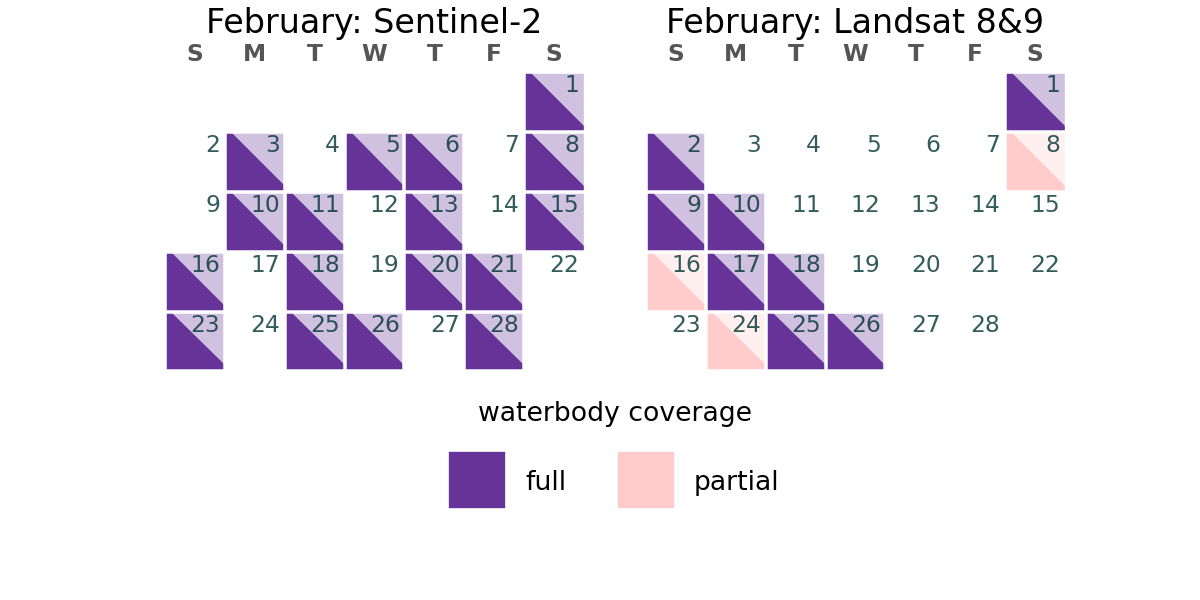 February: Sentinel-2
S M T W T F S
1
2 3 4 5 6 7 8
9 10 11 12 13 14 15
16 17 18 19 20 21 22
23 24 25 26 27 28
February: Landsat 8&9
S M T W T F S
1
2 3 4 5 6 7 8
9 10 11 12 13 14 15
16 17 18 19 20 21 22
23 24 25 26 27 28
waterbody coverage
full partial